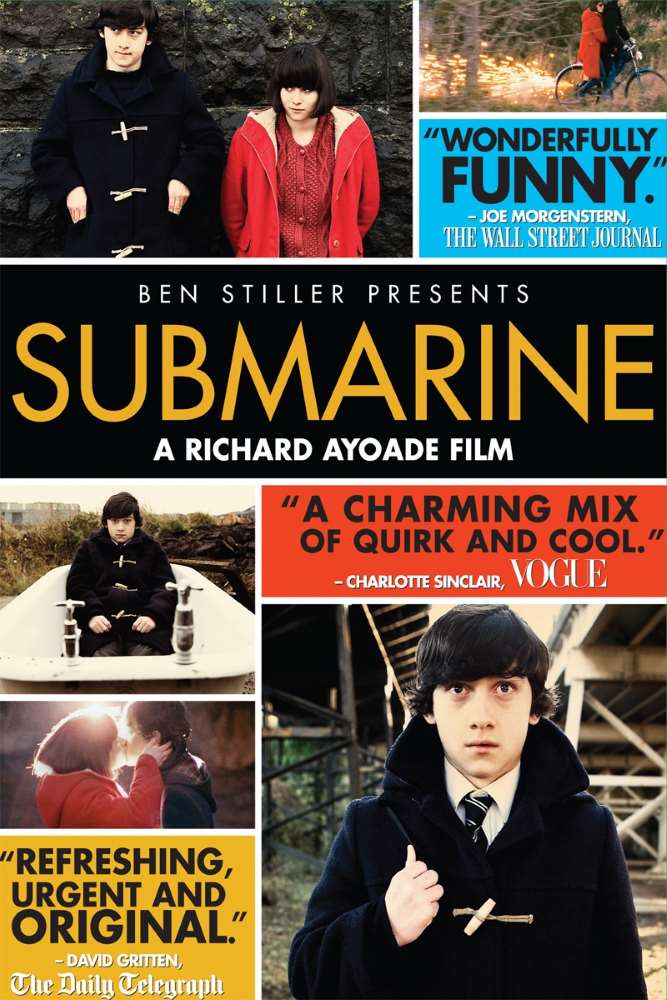 “WONDERFULLY
FUNNY.”
– JOE MORGENSTERN,
THE WALL STREET JOURNAL
BEN STILLER PRESENTS
SUBMARINE
A RICHARD AYOADE FILM
“A CHARMING MIX
OF QUIRK AND COOL.”
– CHARLOTTE SINCLAIR, VOGUE
“REFRESHING,
URGENT AND
ORIGINAL.”
– DAVID GRITTEN,
The Daily Telegraph